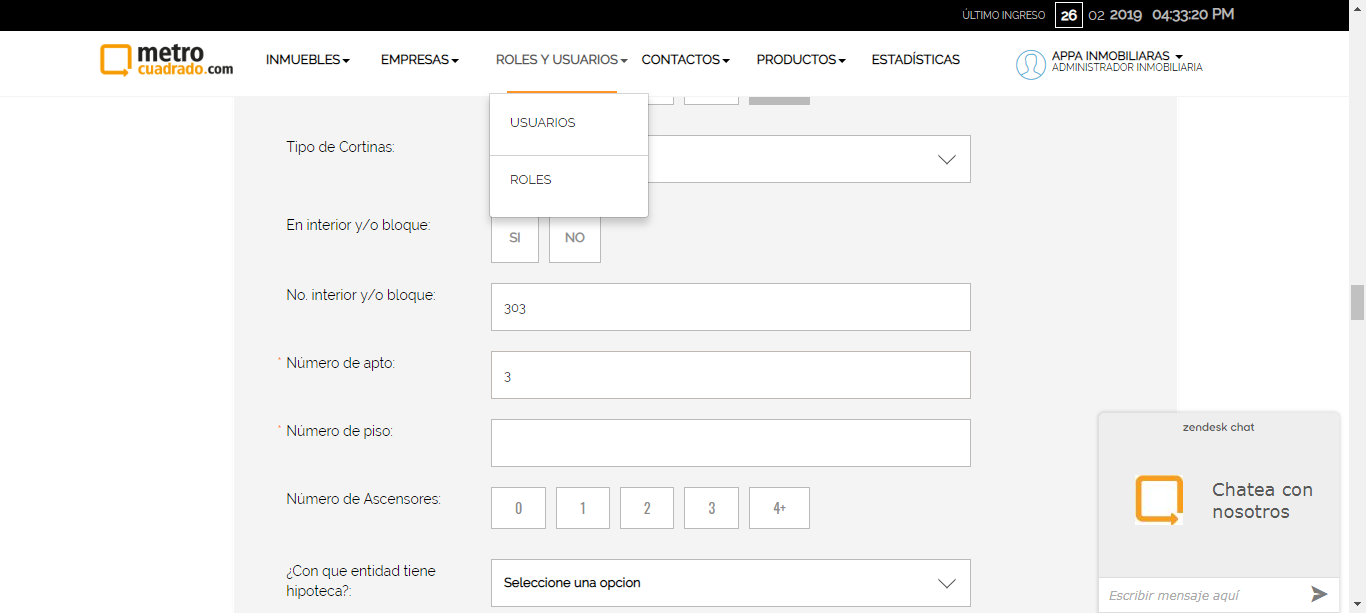 ÚLTIMO INGRESO 26 02 2019 04:33:20 PM
metro
cuadrado.com
INMUEBLES EMPRESAS ROLES Y USUARIOS CONTACTOS PRODUCTOS ESTADÍSTICAS
APPA INMOBILIARAS
ADMINISTRADOR INMOBILIARIA
USUARIOS
ROLES
Tipo de Cortinas:
En interior y/o bloque:
SI NO
No. interior y/o bloque:
303
* Número de apto:
3
* Número de piso:
Número de Ascensores:
0 1 2 3 4+
¿Con que entidad tiene
hipoteca?:
Seleccione una opcion
zendesk chat
Chatea con
nosotros
Escribir mensaje aquí